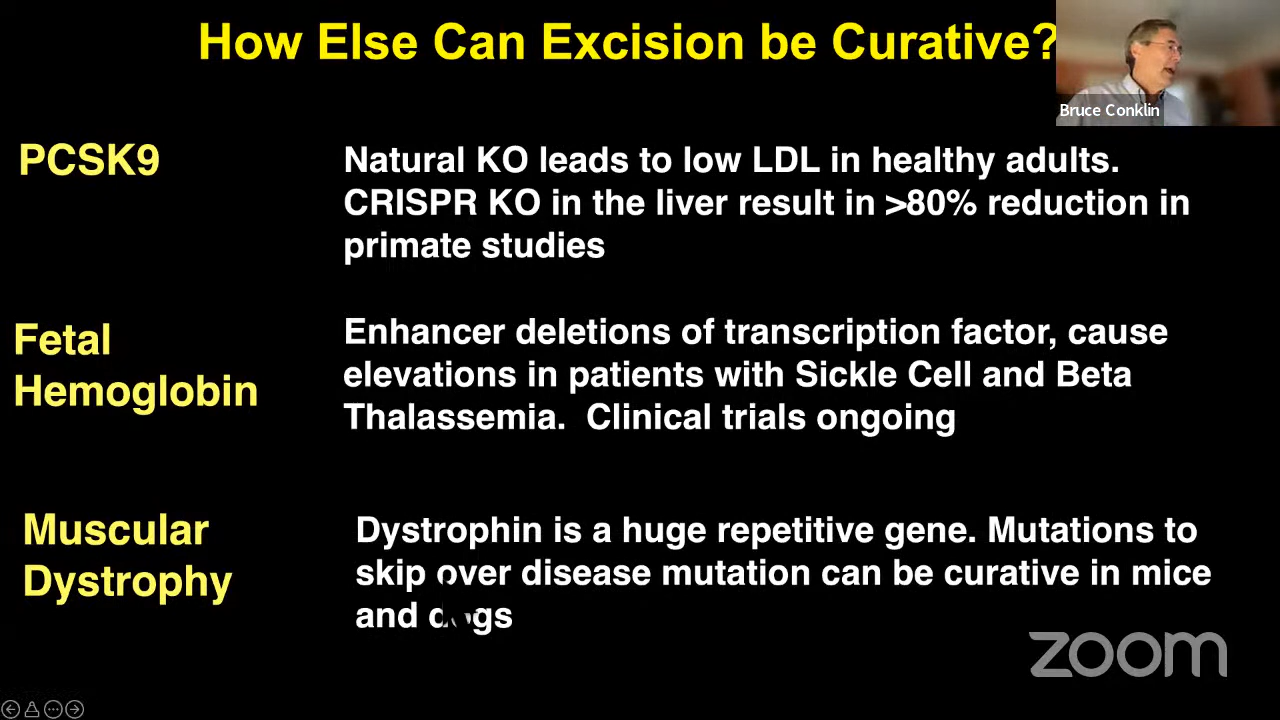 How Else Can Excision be Curative?
Bruce Conklin
PCSK9
Natural KO leads to low LDL in healthy adults.
CRISPR KO in the liver result in >80% reduction in
primate studies
Fetal
Hemoglobin
Enhancer deletions of transcription factor, cause
elevations in patients with Sickle Cell and Beta
Thalassemia. Clinical trials ongoing
Muscular
Dystrophy
Dystrophin is a huge repetitive gene. Mutations to
skip over disease mutation can be curative in mice
and dogs
zoom